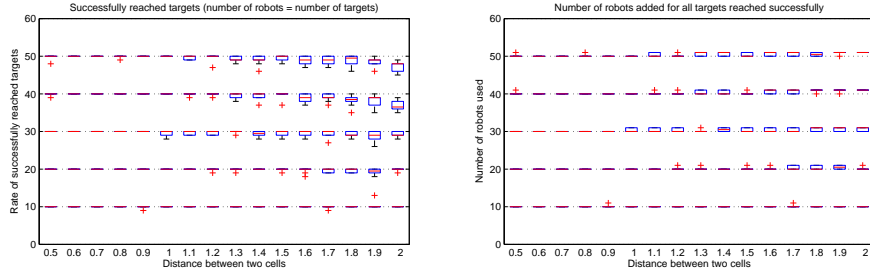 Successfully reached targets (number of robots = number of targets)
60
50
40
30
20
10
0
Rate of successfully reached targets
0.5 0.6 0.7 0.8 0.9 1 1.1 1.2 1.3 1.4 1.5 1.6 1.7 1.8 1.9 2
Distance between two cells
Number of robots added for all targets reached successfully
60
50
40
30
20
10
0
Number of robots used
0.5 0.6 0.7 0.8 0.9 1 1.1 1.2 1.3 1.4 1.5 1.6 1.7 1.8 1.9 2
Distance between two cells